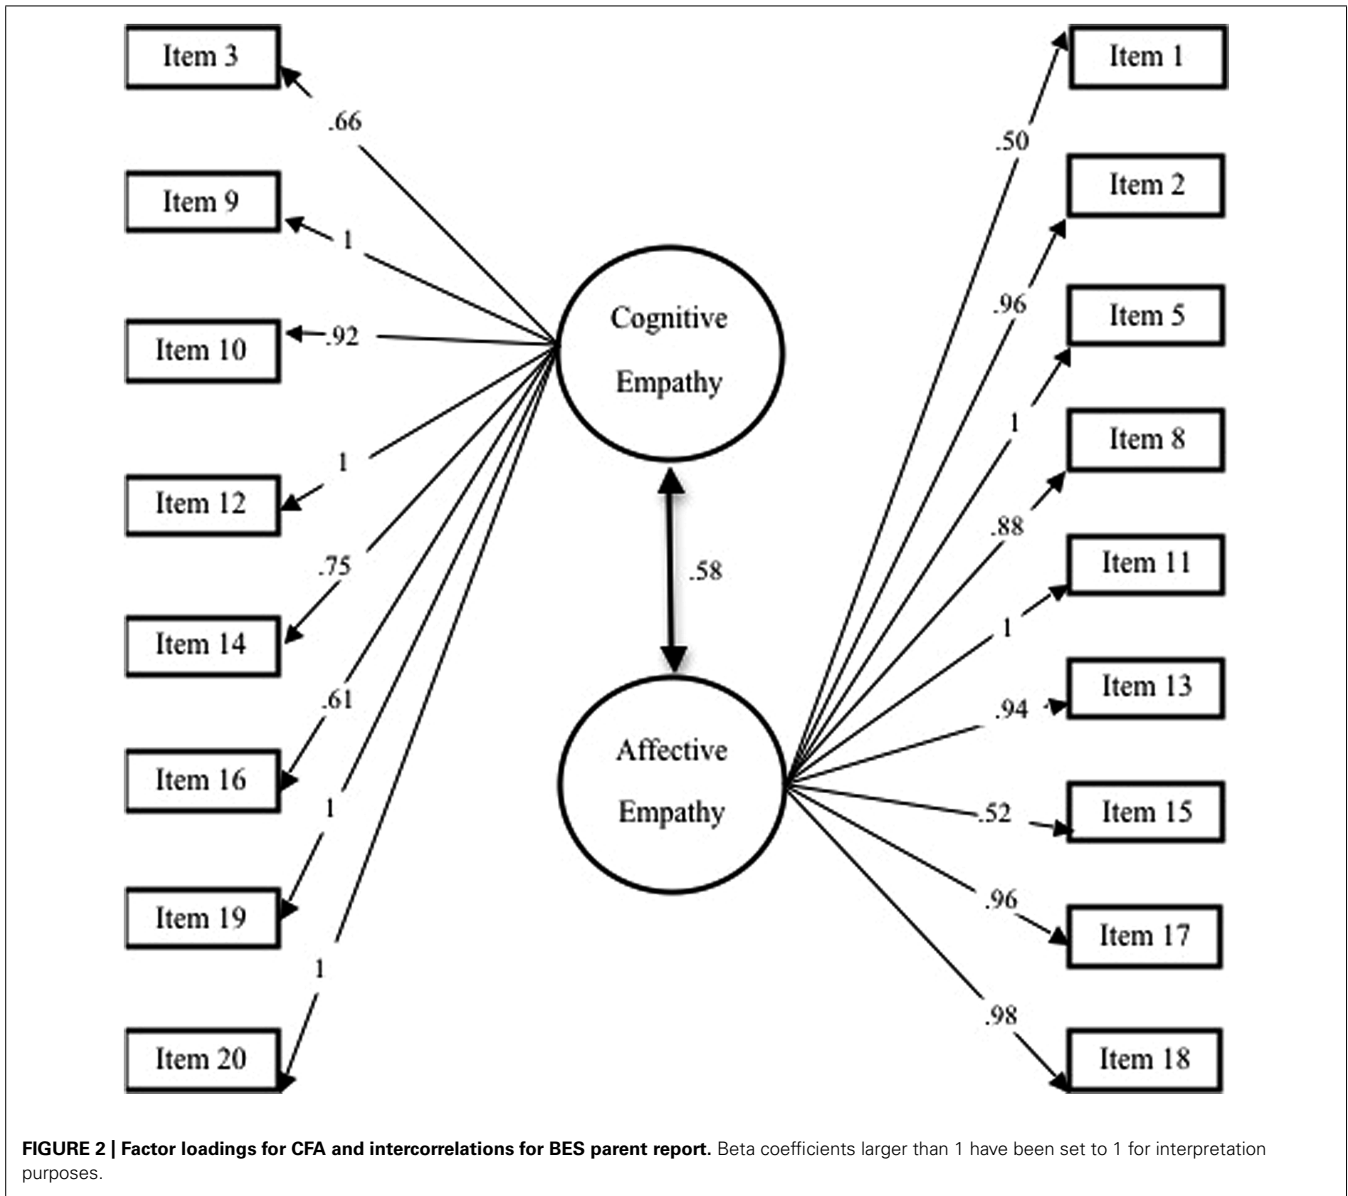 Item 3
.66
Item 9
1
.92
Item 10
1
Item 12
.75
Item 14
.61
Item 16
1
Item 19
1
Item 20
Cognitive
Empathy
.58
Affective
Empathy
Item 1
.50
Item 2
.96
Item 5
1
Item 8
.88
Item 11
1
Item 13
.94
Item 15
.52
.96
Item 17
.98
Item 18
FIGURE 2 | Factor loadings for CFA and intercorrelations for BES parent report. Beta coefficients larger than 1 have been set to 1 for interpretation
purposes.